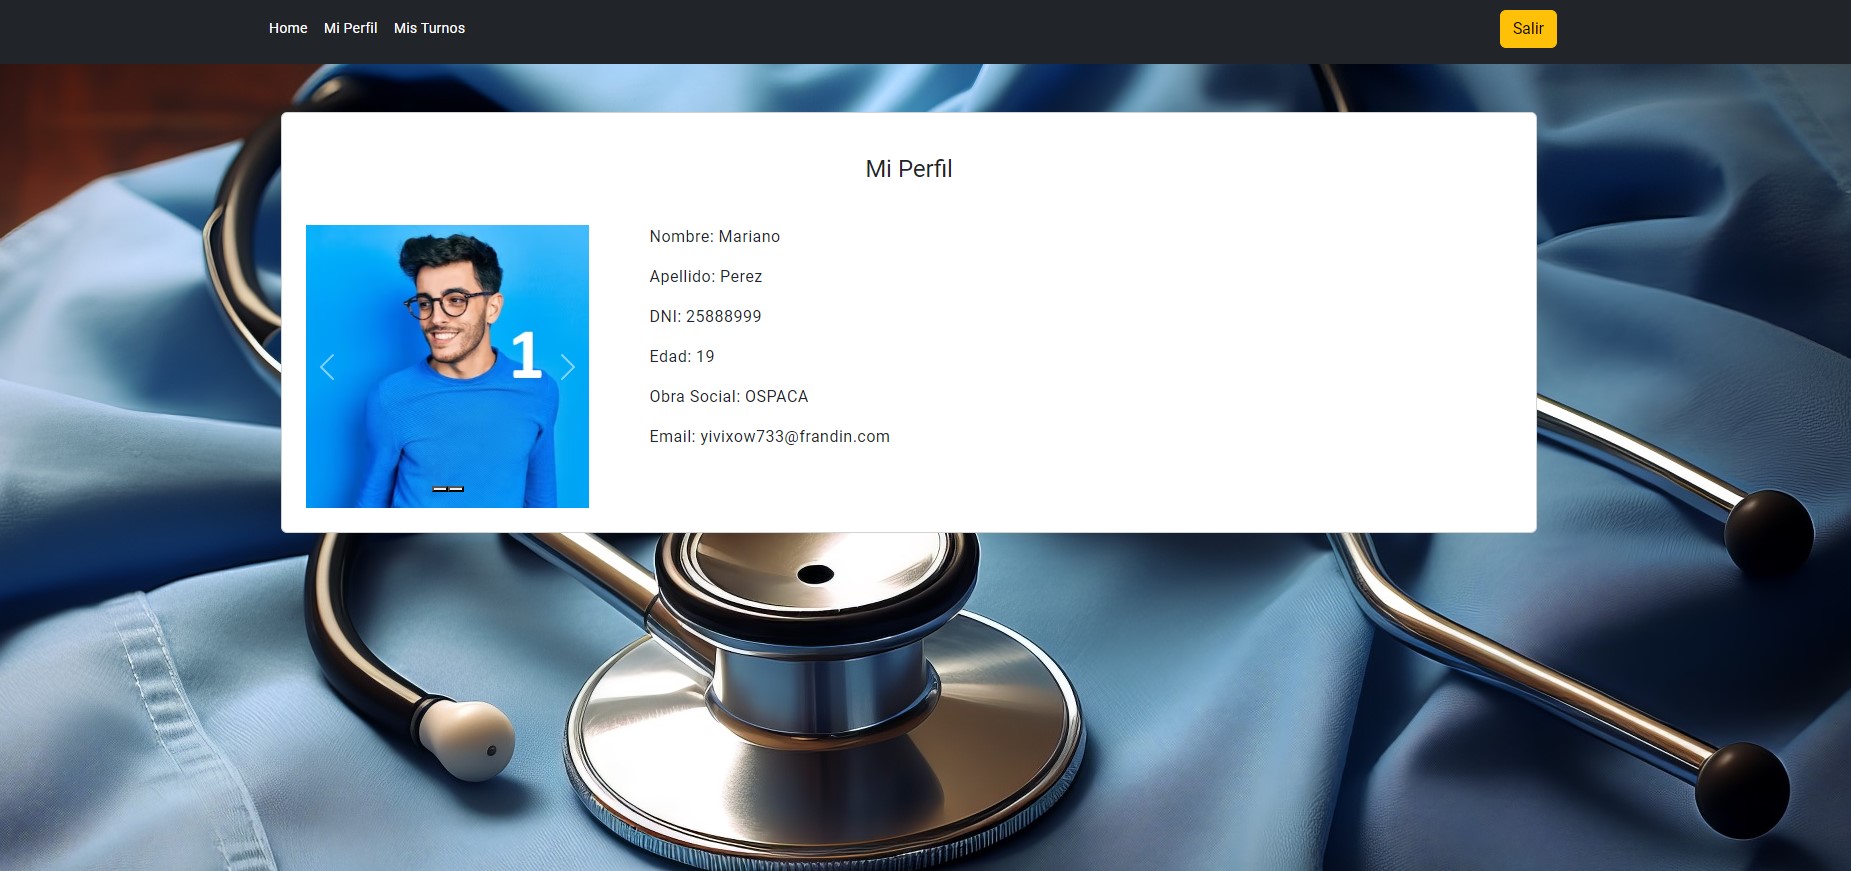 Home Mi Perfil Mis Turnos Salir
Mi Perfil
Nombre: Mariano
Apellido: Perez
DNI: 25888999
Edad: 19
Obra Social: OSPACA
Email: yivixow733@frandin.com
1